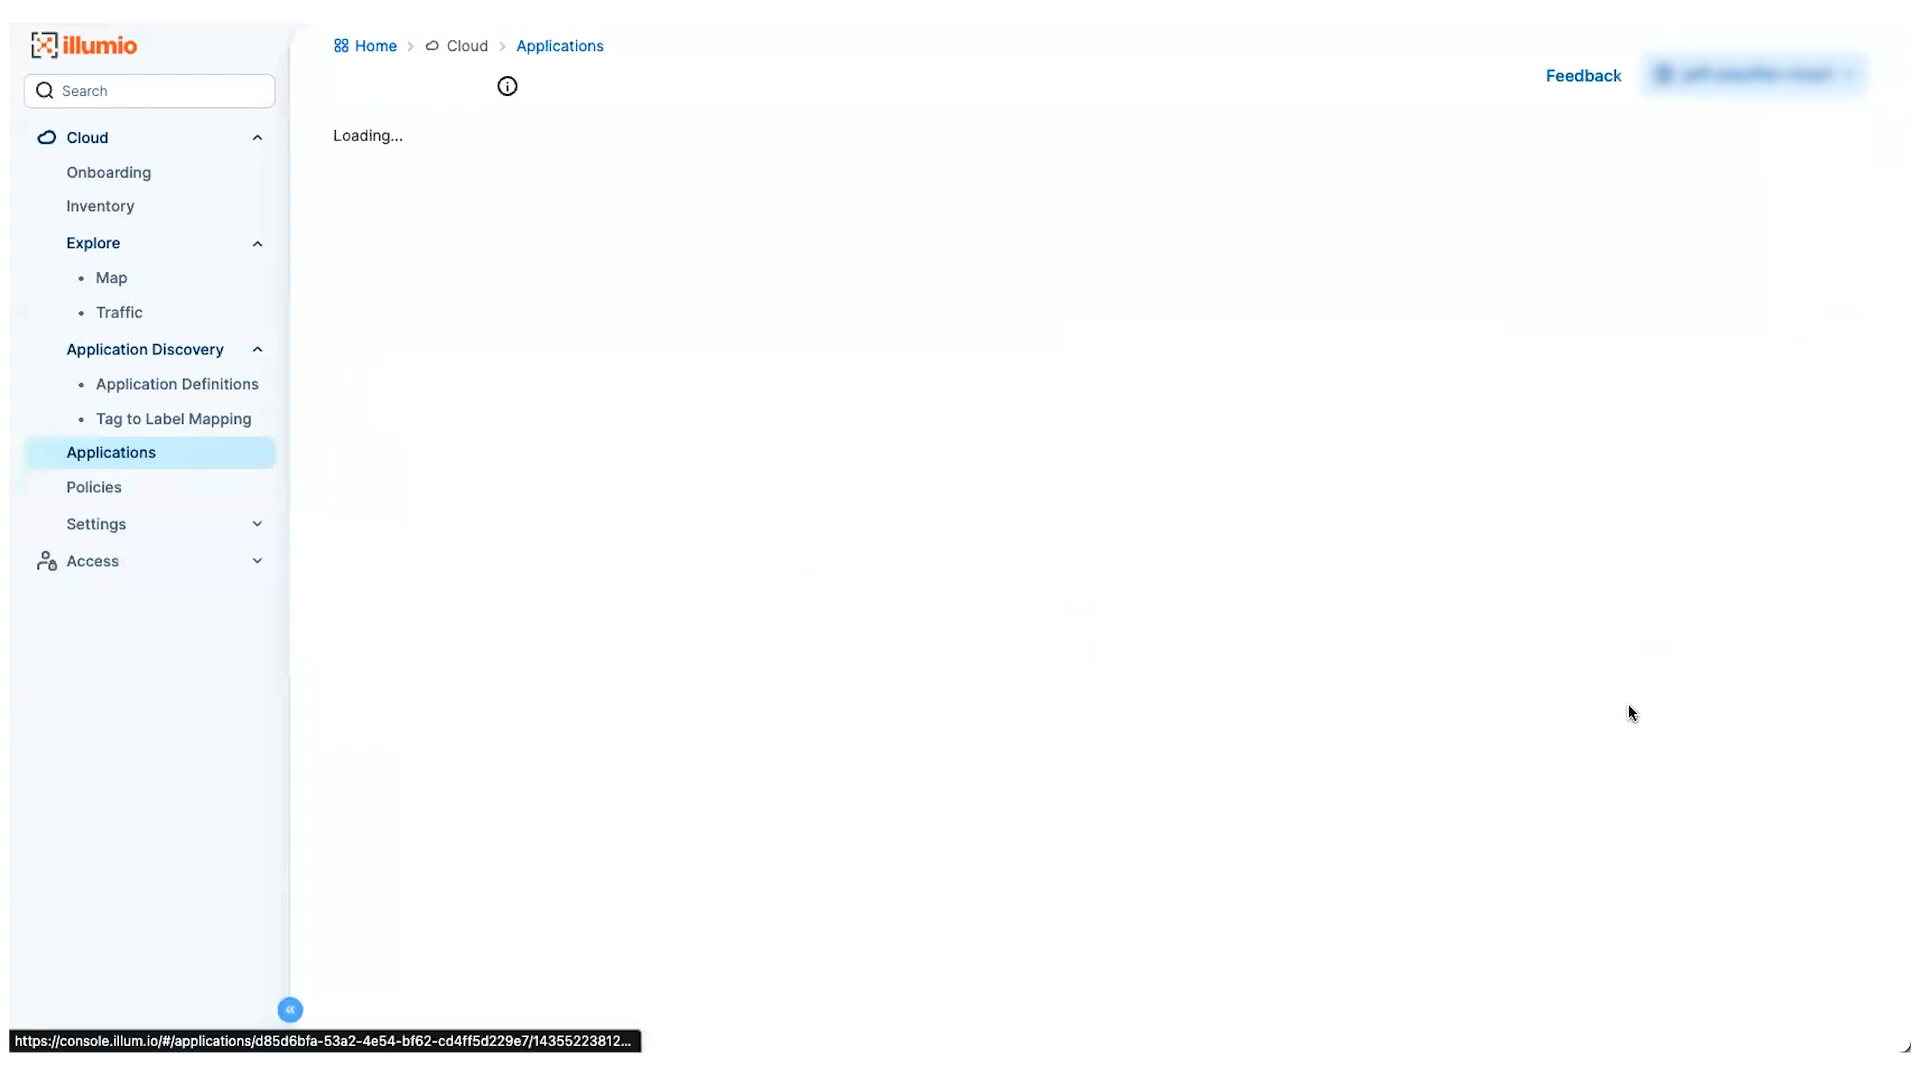 illumio
Home > Cloud > Applications
Search
Feedback
Loading...
Cloud
Onboarding
Inventory
Explore
• Map
• Traffic
Application Discovery
• Application Definitions
• Tag to Label Mapping
Applications
Policies
Settings
Access
«
https://console.illum.io/#/applications/d85d6bfa-53a2-4e54-bf62-cd4ff5d229e7/14355223812...